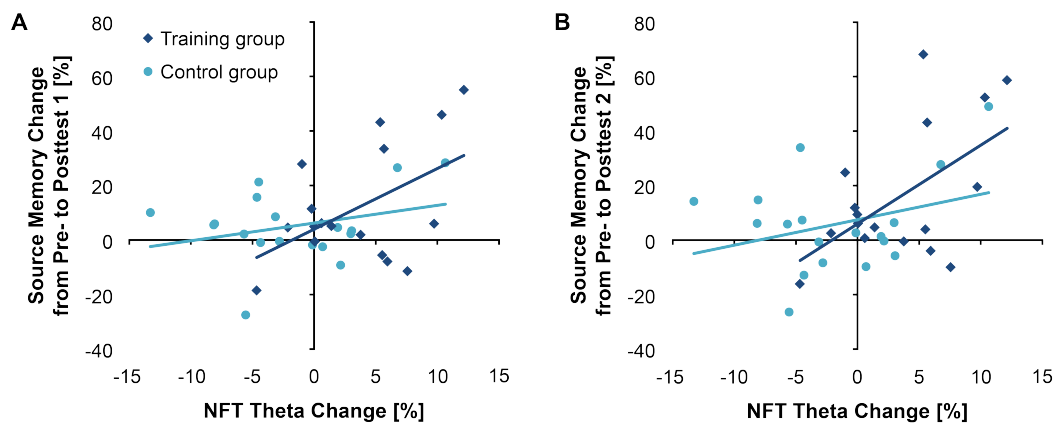 A
Source Memory Change
from Pre- to Posttest 1 [%]
80
60
40
20
0
-20
-40
Training group
Control group
-15
-10
-5
0
5
10
15
NFT Theta Change [%]
B
Source Memory Change
from Pre- to Posttest 2 [%]
80
60
40
20
0
-20
-40
-15
-10
-5
0
5
10
15
NFT Theta Change [%]